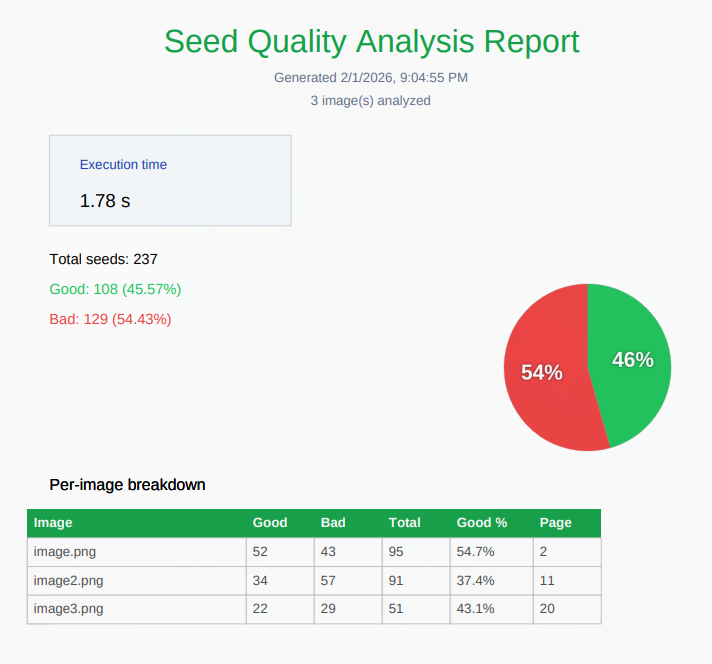 Seed Quality Analysis Report
Generated 2/1/2026, 9:04:55 PM
3 image(s) analyzed
Execution time
1.78 s
Total seeds: 237
Good: 108 (45.57%)
Bad: 129 (54.43%)
54%
46%
Per-image breakdown
Image Good Bad Total Good % Page
image.png 52 43 95 54.7% 2
image2.png 34 57 91 37.4% 11
image3.png 22 29 51 43.1% 20